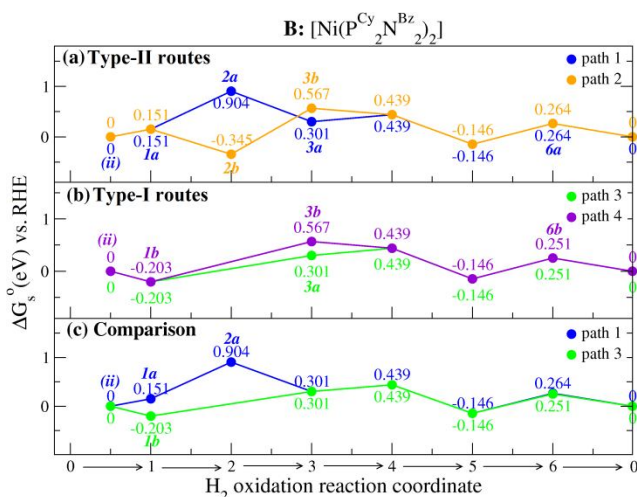 B: [Ni(P^Cy_2 N^Bz_2)_2]
(a) Type-II routes
path 1
path 2
2a
0.904
3b
0.567
0.151
0.151
1a
0
0
(ii)
-0.345
2b
0.301
3a
0.439
0.439
-0.146
-0.146
0.264
0.264
6a
0
0
1
0
(b) Type-I routes
path 3
path 4
(ii)
0
0
1b
-0.203
-0.203
3b
0.567
0.301
3a
0.439
0.439
-0.146
-0.146
6b
0.251
0.251
0
0
1
0
(c) Comparison
path 1
path 3
(ii)
0
0
1a
0.151
-0.203
1b
2a
0.904
0.301
0.301
0.439
0.439
-0.146
-0.146
0.264
0.251
0
0
1
0
ΔG_s^o (eV) vs. RHE
0 → 1 → 2 → 3 → 4 → 5 → 6 → 0
H_2 oxidation reaction coordinate